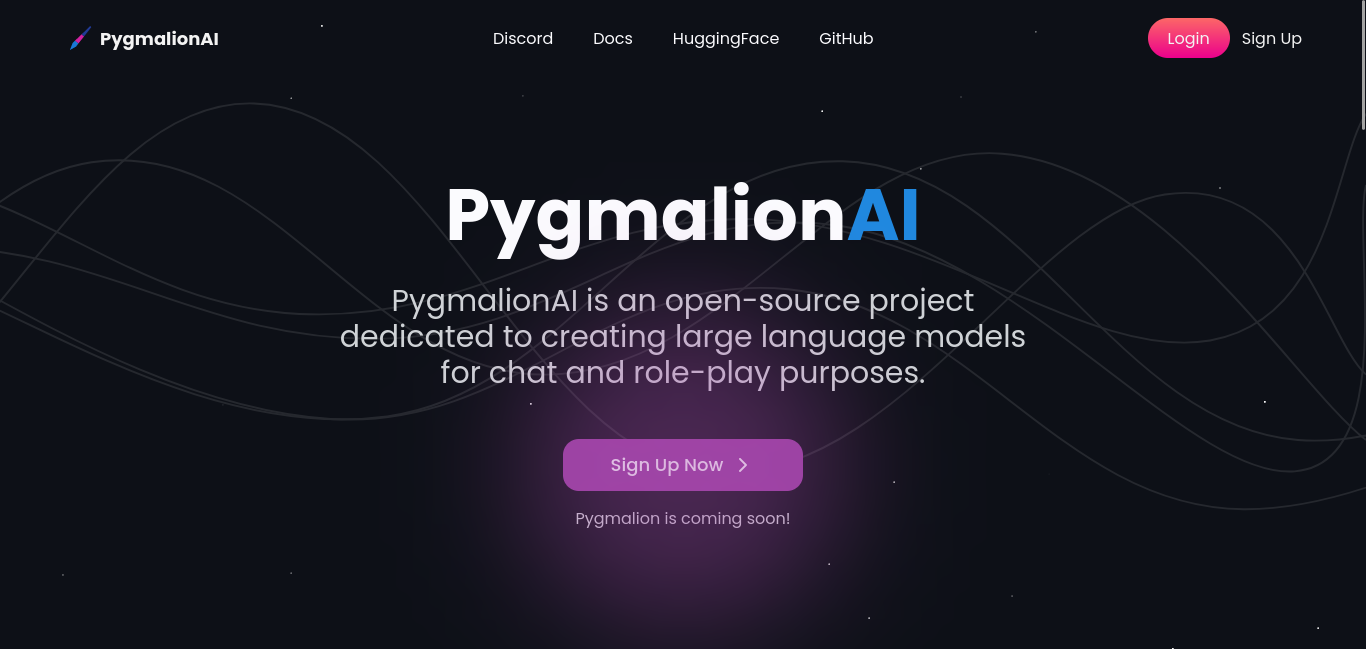 PygmalionAI
Discord
Docs
HuggingFace
GitHub
Login
Sign Up
PygmalionAI
PygmalionAI is an open-source project
dedicated to creating large language models
for chat and role-play purposes.
Sign Up Now
Pygmalion is coming soon!